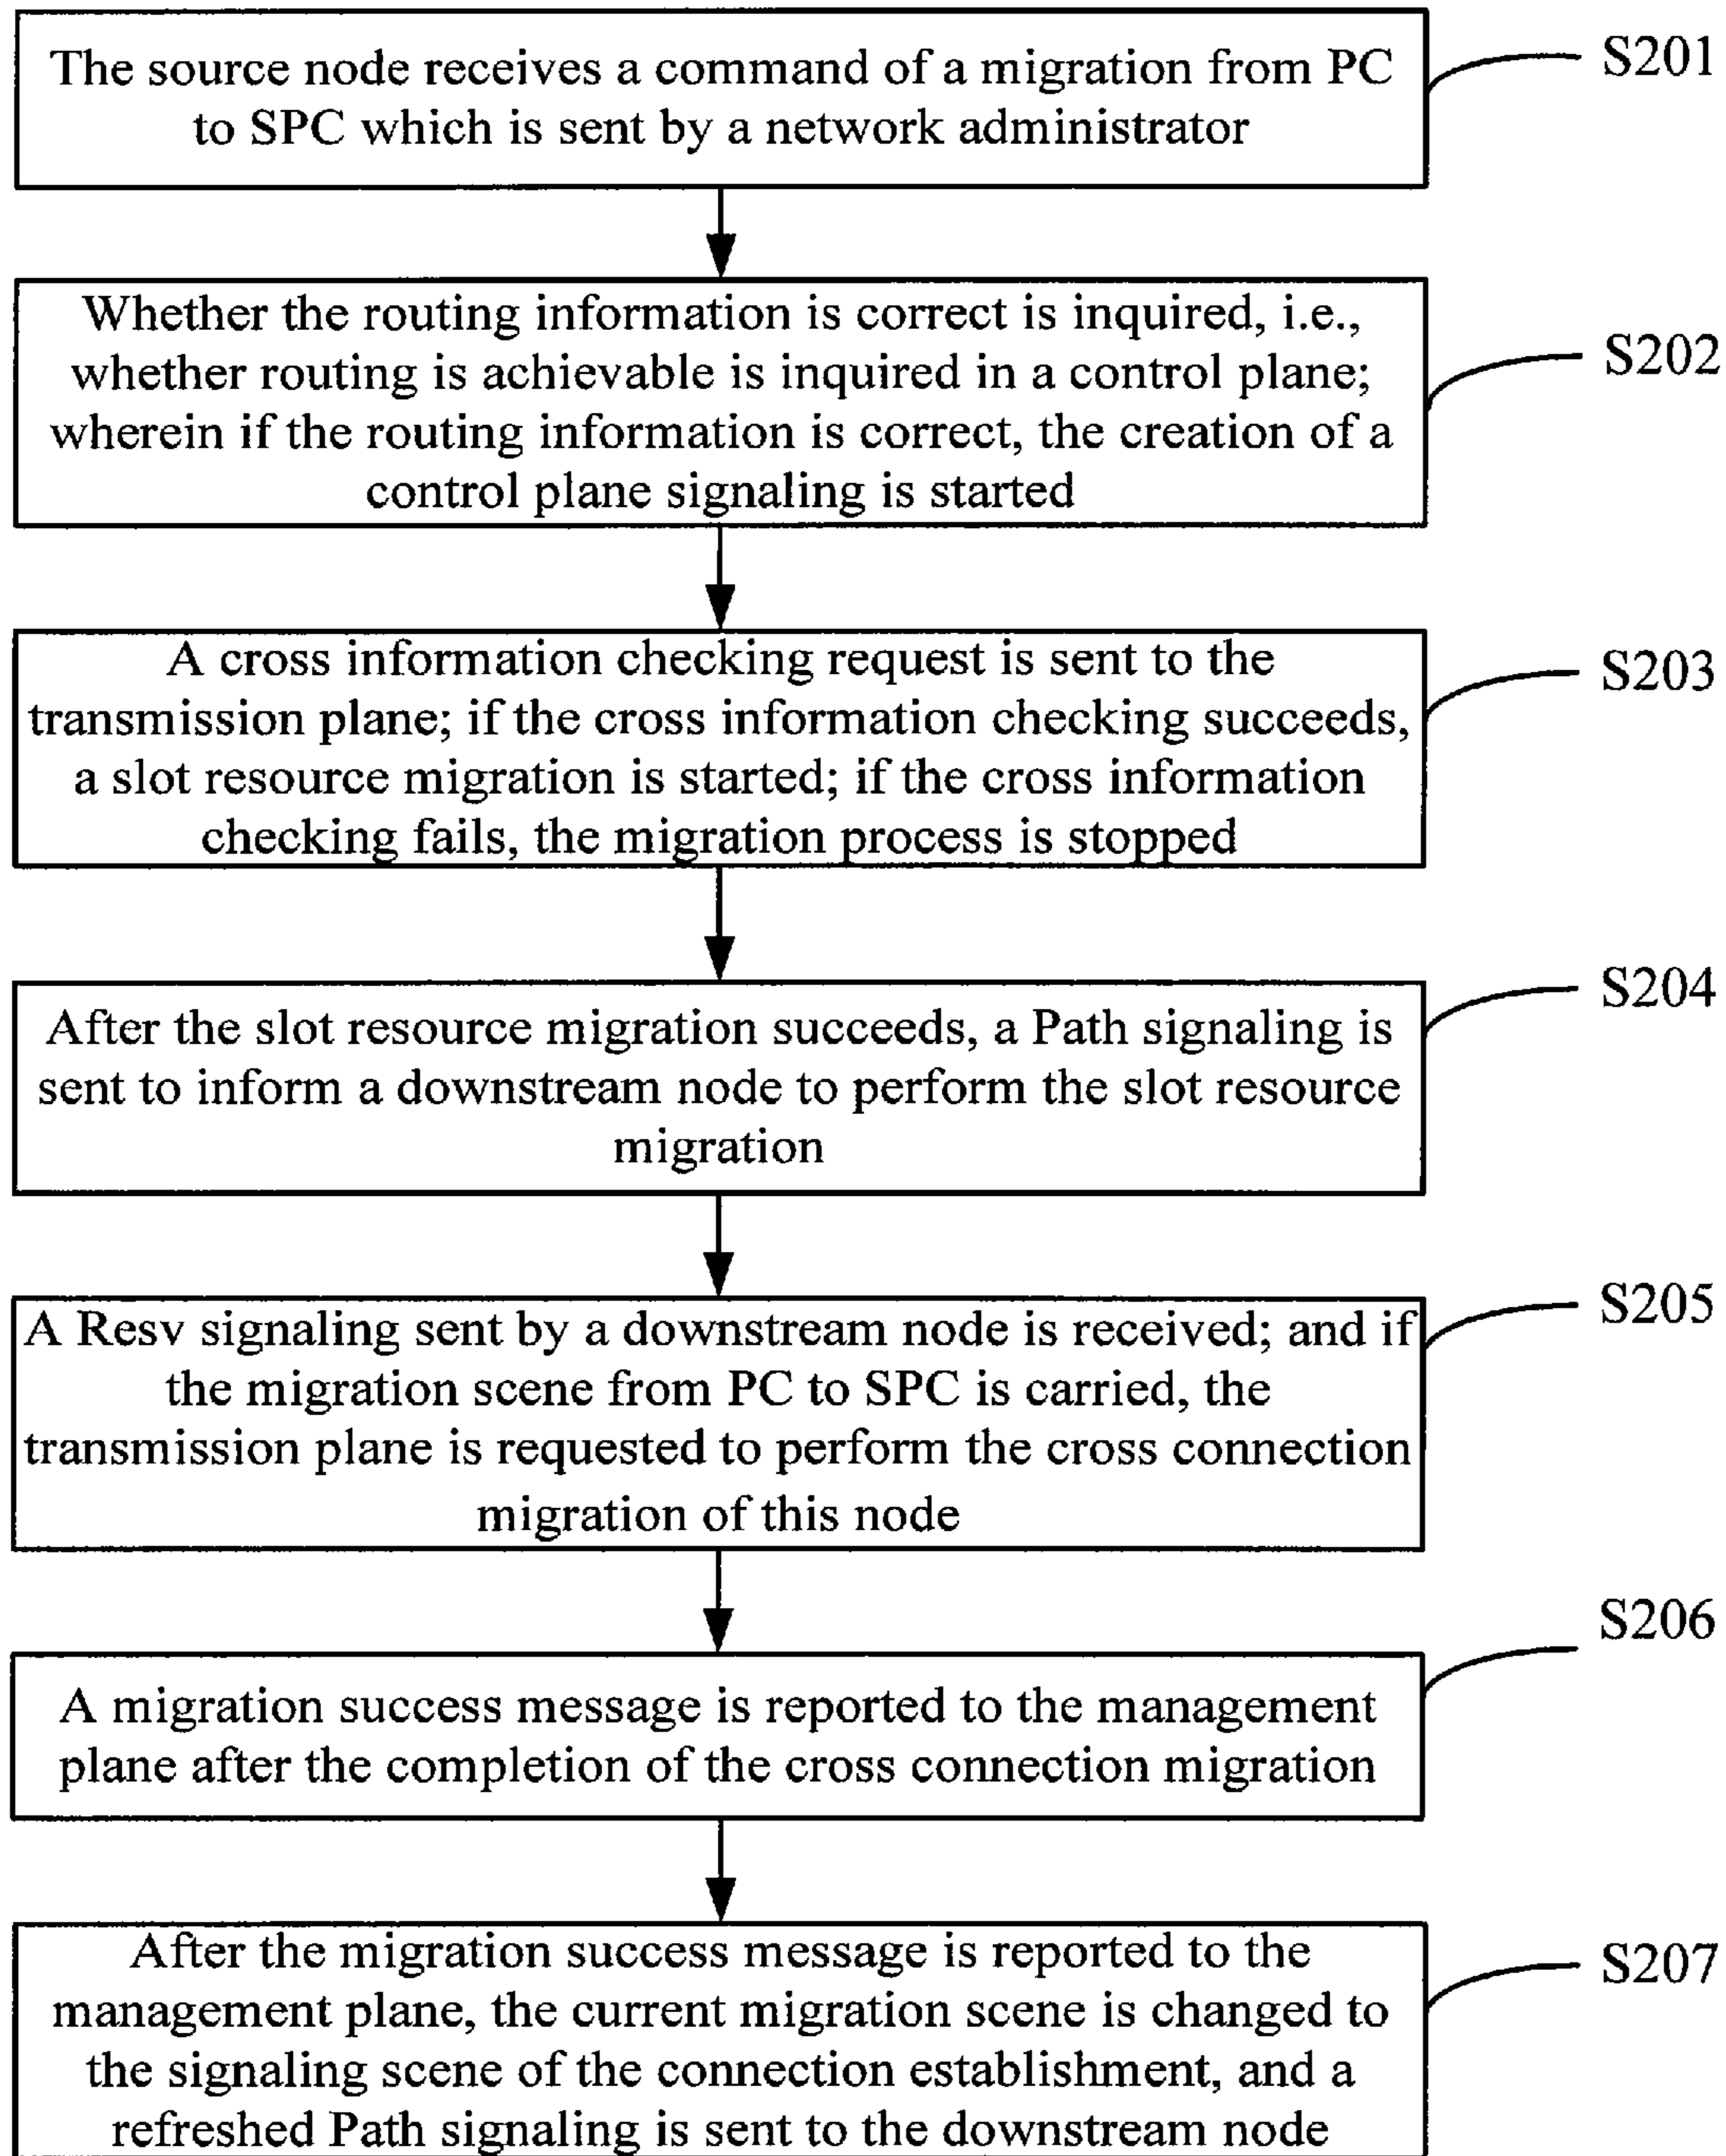 The source node receives a command of a migration from PC
to SPC which is sent by a network administrator
S201
Whether the routing information is correct is inquired, i.e.,
whether routing is achievable is inquired in a control plane;
wherein if the routing information is correct, the creation of a
control plane signaling is started
S202
A cross information checking request is sent to the
transmission plane; if the cross information checking succeeds,
a slot resource migration is started; if the cross information
checking fails, the migration process is stopped
S203
After the slot resource migration succeeds, a Path signaling is
sent to inform a downstream node to perform the slot resource
migration
S204
A Resv signaling sent by a downstream node is received; and if
the migration scene from PC to SPC is carried, the
transmission plane is requested to perform the cross connection
migration of this node
S205
A migration success message is reported to the management
plane after the completion of the cross connection migration
S206
After the migration success message is reported to the
management plane, the current migration scene is changed to
the signaling scene of the connection establishment, and a
refreshed Path signaling is sent to the downstream node
S207